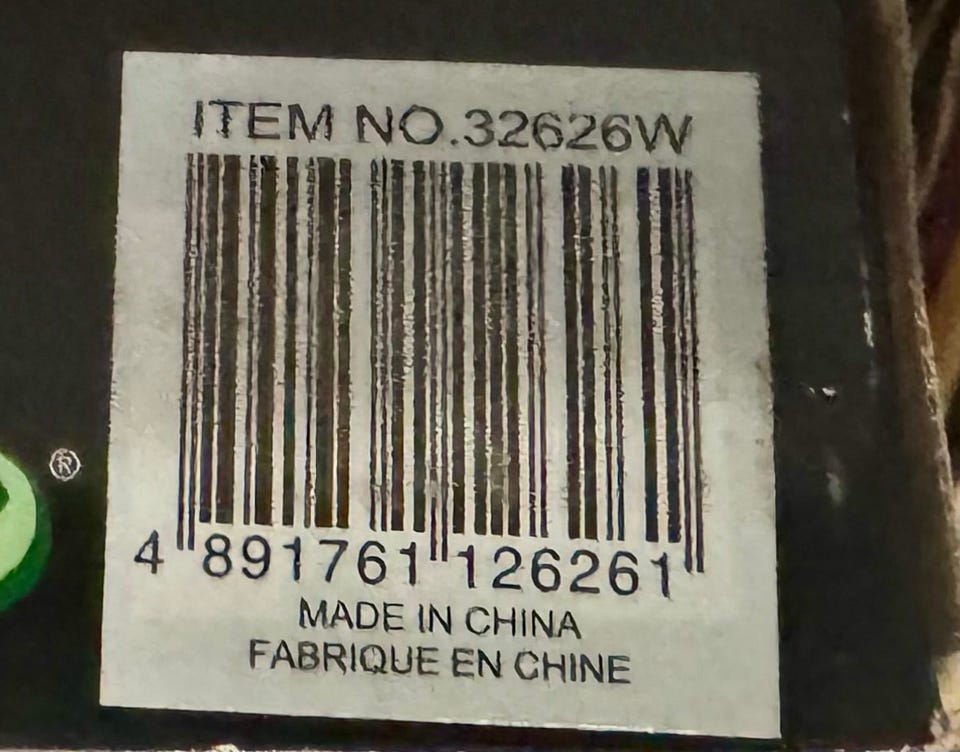 ITEM NO.32626W
4 891761 126261
MADE IN CHINA
FABRIQUE EN CHINE
®